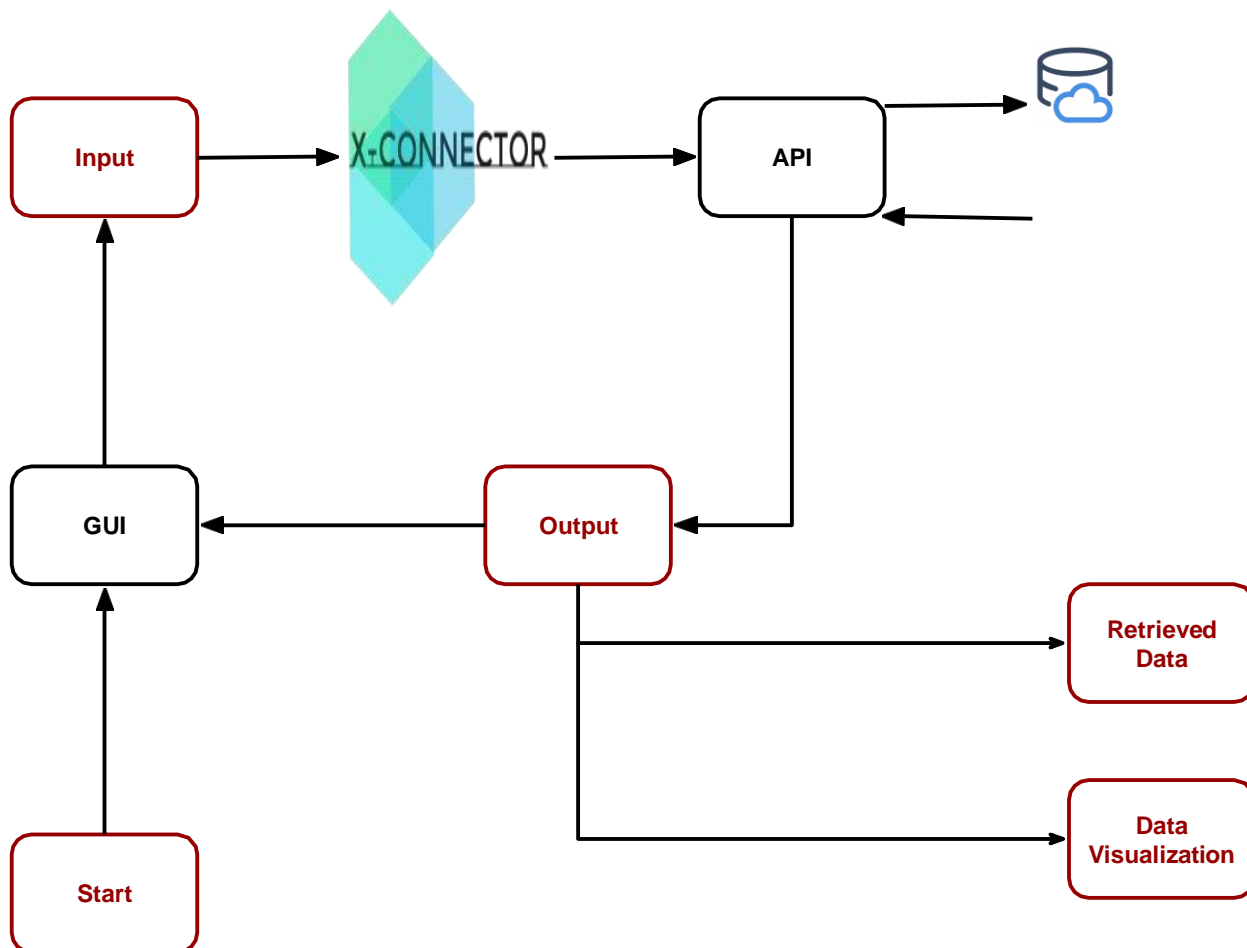 Input
X-CONNECTOR
API
GUI
Output
Retrieved
Data
Data
Visualization
Start